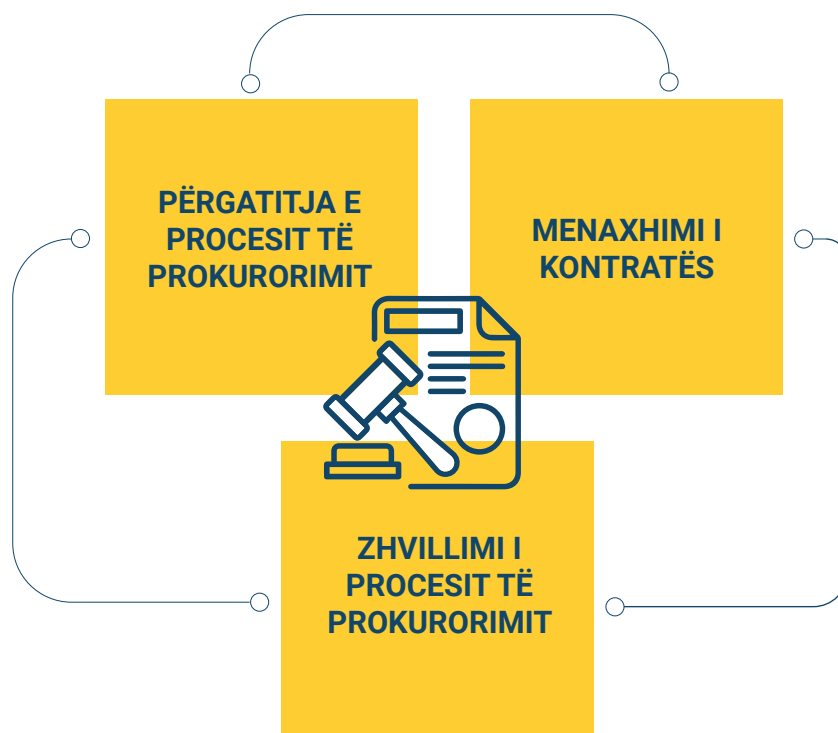 PËRGATITJA E
PROCESIT TË
PROKURORIMIT
MENAXHIMI I
KONTRATËS
ZHVILLIMI I
PROCESIT TË
PROKURORIMIT